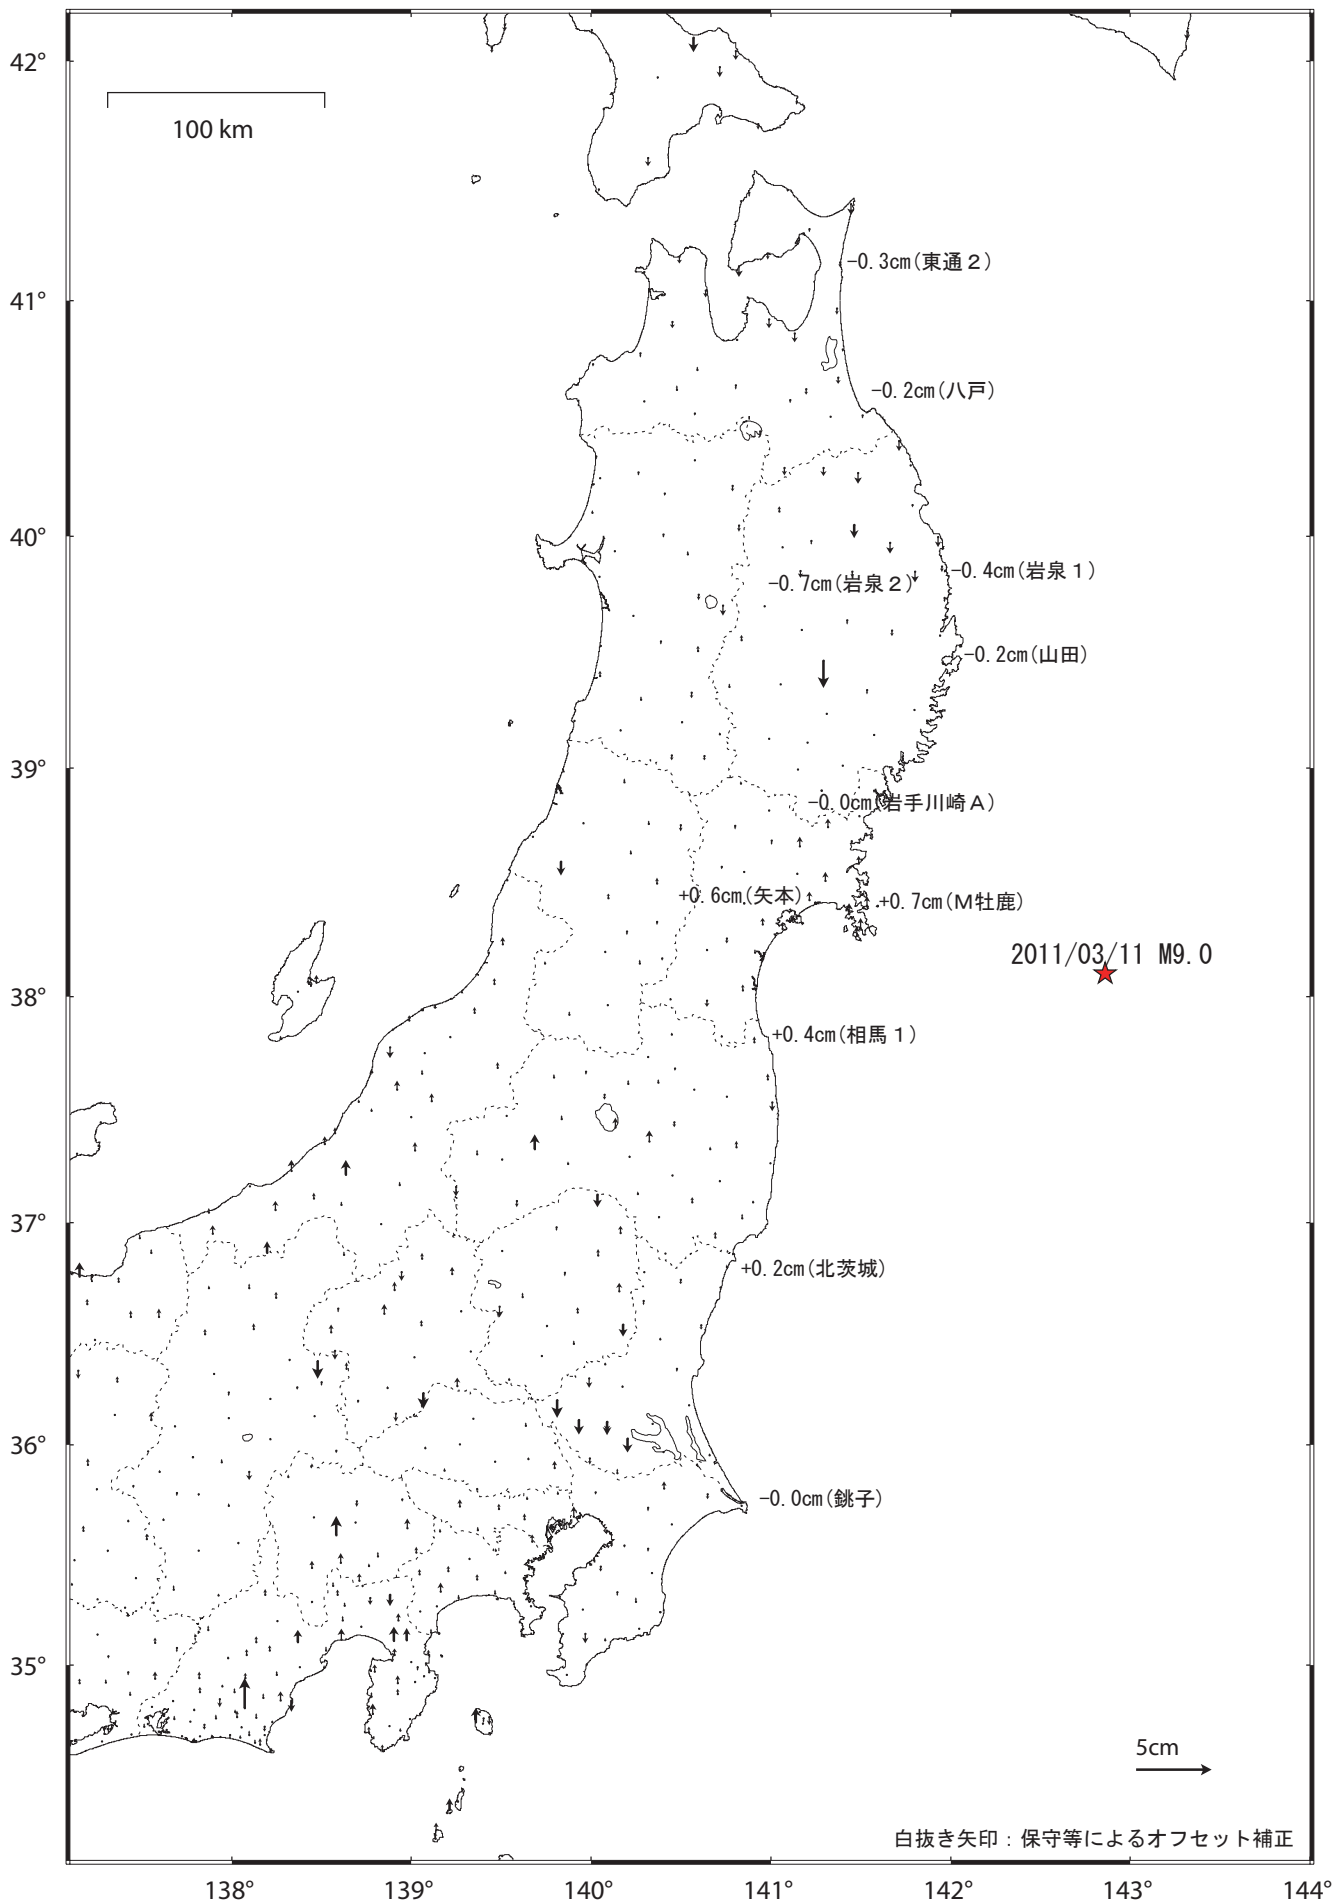 42°
100 km
-0.3cm(東通２)
41°
-0.2cm(八戸)
40°
-0.4cm(岩泉１)
-0.7cm(岩泉２)
-0.2cm(山田)
39°
-0.0cm(岩手川崎Ａ)
+0.6cm(矢本)
+0.7cm(Ｍ牡鹿)
2011/03/11 M9.0
38°
+0.4cm(相馬１)
37°
+0.2cm(北茨城)
36°
-0.0cm(銚子)
35°
5cm
白抜き矢印：保守等によるオフセット補正
138° 139° 140° 141° 142° 143° 144°